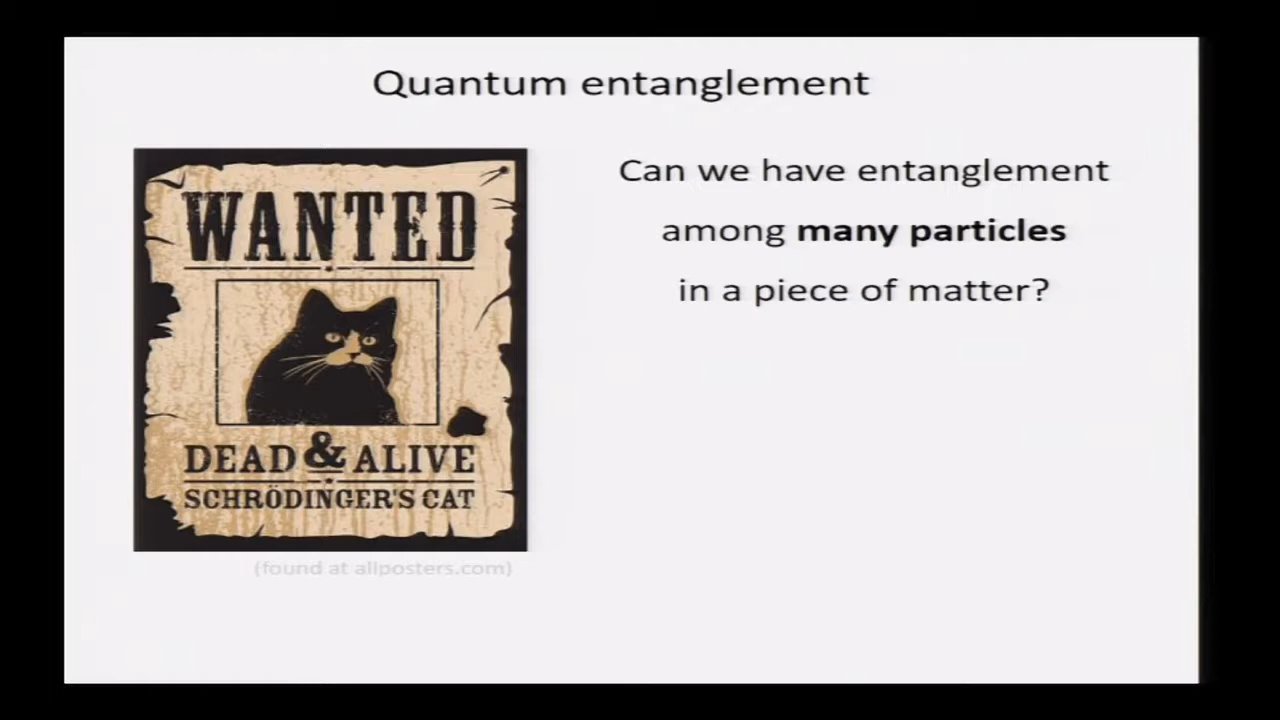 Quantum entanglement
WANTED
DEAD & ALIVE
SCHRÖDINGER'S CAT
(found at allposters.com)
Can we have entanglement
among many particles
in a piece of matter?